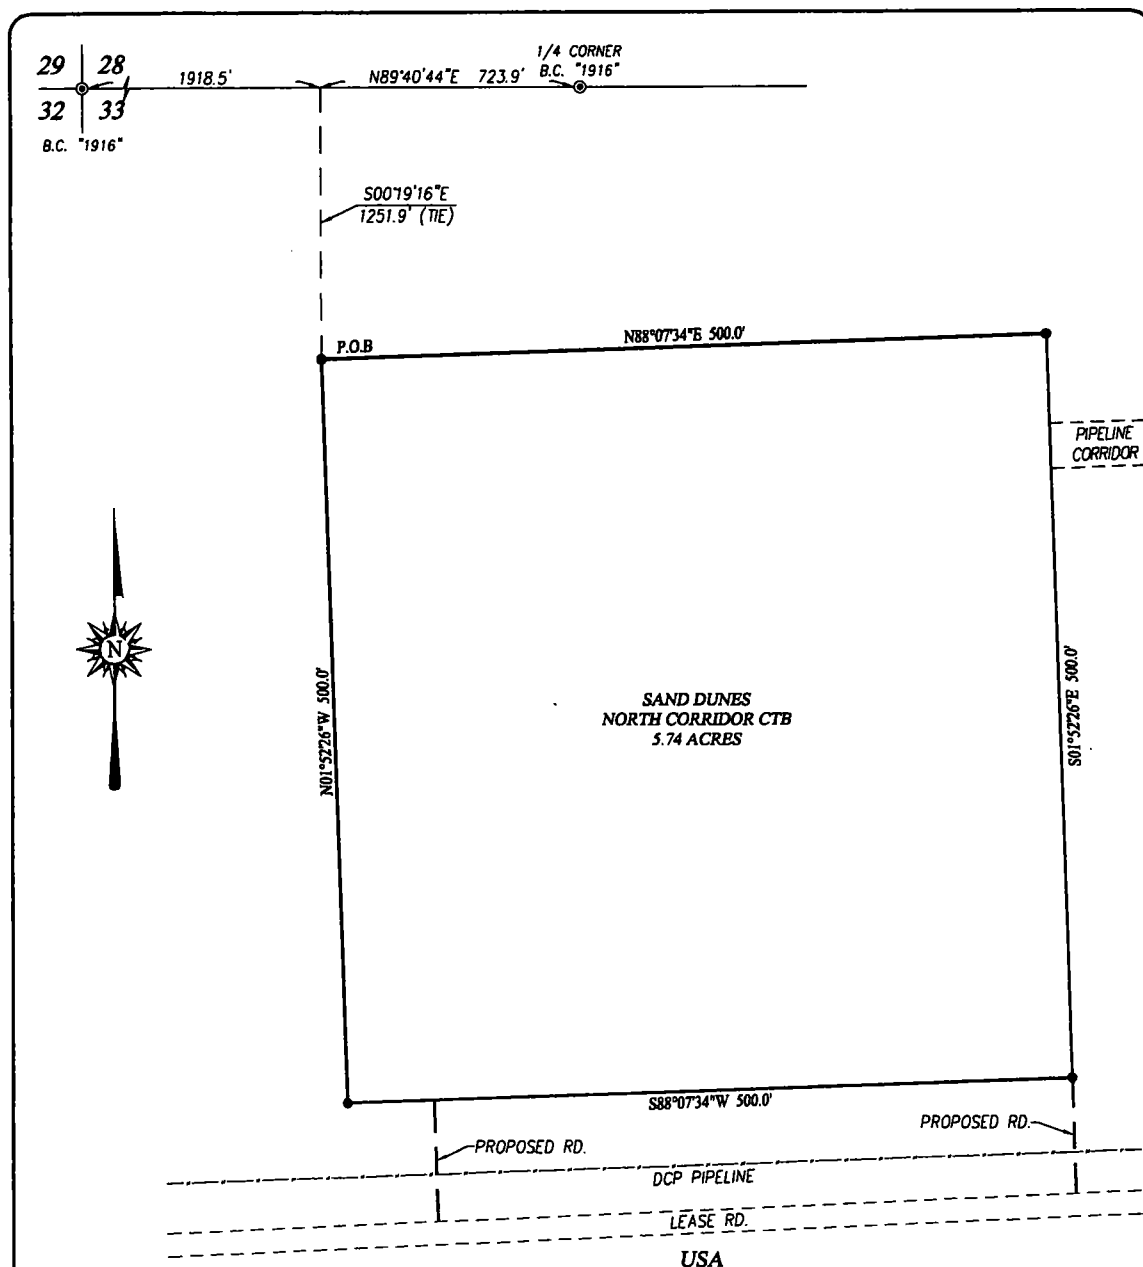 29 28
32 33
B.C. "1916"
1918.5'
N89°40'44"E 723.9'
1/4 CORNER
B.C. "1916"
S00°19'16"E
1251.9' (TIE)
P.O.B
N88°07'34"E 500.0'
PIPELINE
CORRIDOR
N
N01°52'26"W 500.0'
SAND DUNES
NORTH CORRIDOR CTB
5.74 ACRES
S01°52'26"E 500.0'
S88°07'34"W 500.0'
PROPOSED RD.
PROPOSED RD.
DCP PIPELINE
LEASE RD.
USA